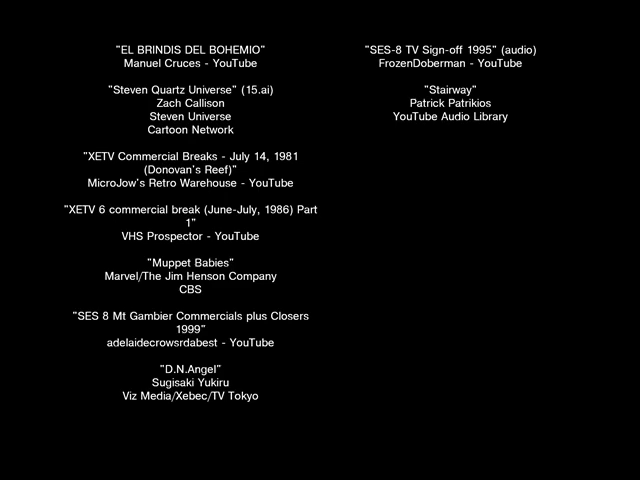 "EL BRINDIS DEL BOHEMIO"
Manuel Cruces - YouTube
"Steven Quartz Universe" (15.ai)
Zach Callison
Steven Universe
Cartoon Network
"XETV Commercial Breaks - July 14, 1981
(Donovan's Reef)"
MicroJow's Retro Warehouse - YouTube
"XETV 6 commercial break (June-July, 1986) Part
1"
VHS Prospector - YouTube
"Muppet Babies"
Marvel/The Jim Henson Company
CBS
"SES 8 Mt Gambier Commercials plus Closers
1999"
adelaidecrowsrdabest - YouTube
"D.N.Angel"
Sugisaki Yukiru
Viz Media/Xebec/TV Tokyo
"SES-8 TV Sign-off 1995" (audio)
FrozenDoberman - YouTube
"Stairway"
Patrick Patrikios
YouTube Audio Library